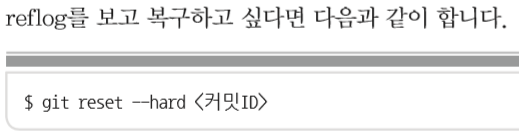 reflog를 보고 복구하고 싶다면 다음과 같이 합니다.
$ git reset --hard <커밋ID>